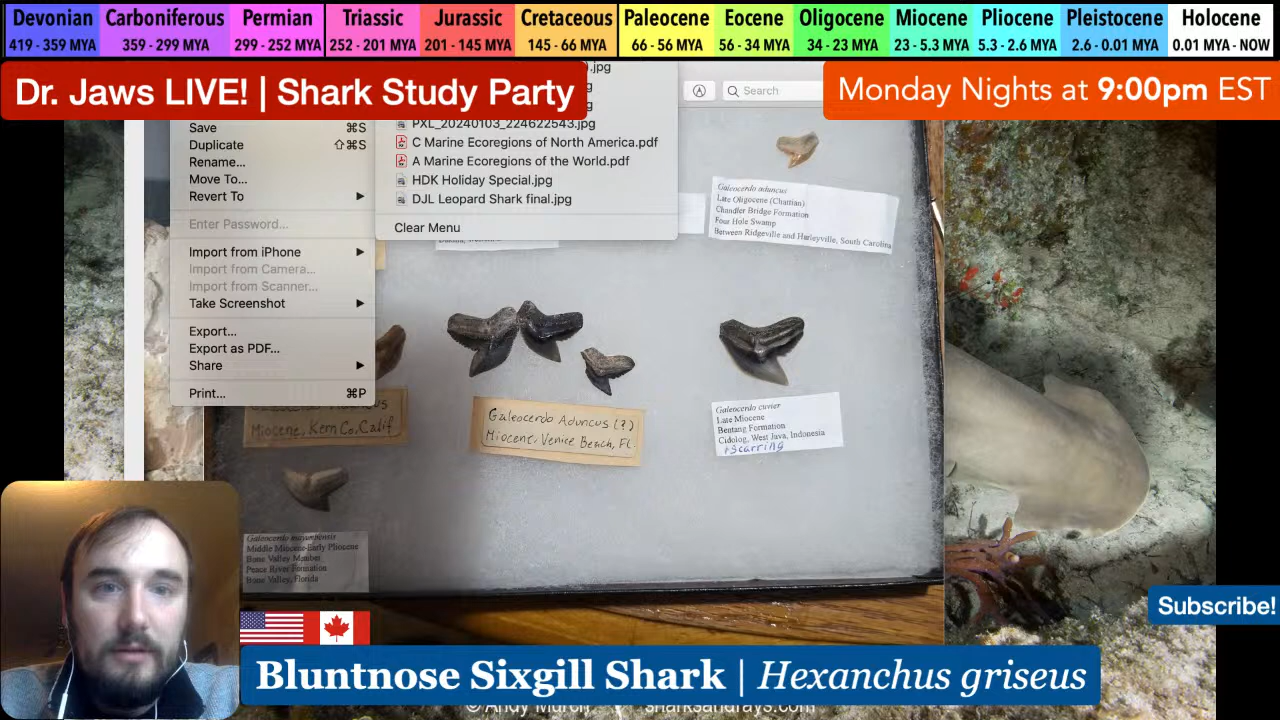 Devonian Carboniferous Permian Triassic Jurassic Cretaceous Paleocene Eocene Oligocene Miocene Pliocene Pleistocene Holocene
419 - 359 MYA 359 - 299 MYA 299 - 252 MYA 252 - 201 MYA 201 - 145 MYA 145 - 66 MYA 66 - 56 MYA 56 - 34 MYA 34 - 23 MYA 23 - 5.3 MYA 5.3 - 2.6 MYA 2.6 - 0.01 MYA 0.01 MYA - NOW
Dr. Jaws LIVE! | Shark Study Party
Search
Monday Nights at 9:00pm EST
Save ⌘S
Duplicate ⇧⌘S
Rename...
Move To...
Revert To
Enter Password...
Import from iPhone
Import from Camera...
Import from Scanner...
Take Screenshot
Export...
Export as PDF...
Share
Print... ⌘P
.jpg
PXL_20240103_224622543.jpg
C Marine Ecoregions of North America.pdf
A Marine Ecoregions of the World.pdf
HDK Holiday Special.jpg
DJL Leopard Shark final.jpg
Clear Menu
Galeocerdo aduncus
Late Oligocene (Chattian)
Chandler Bridge Formation
Four Hole Swamp
Between Ridgeville and Harleyville, South Carolina
Miocene, Kern Co, Calif
Galeocerdo Aduncus (?)
Miocene, Venice Beach, FL
Galeocerdo cuvier
Late Miocene
Bentang Formation
Cidolog, West Java, Indonesia
+scarring
Galeocerdo mayumbensis
Middle Miocene-Early Pliocene
Bone Valley Member
Peace River Formation
Bone Valley, Florida
Subscribe!
Bluntnose Sixgill Shark | Hexanchus griseus
© Andy Murch sharksandrays.com